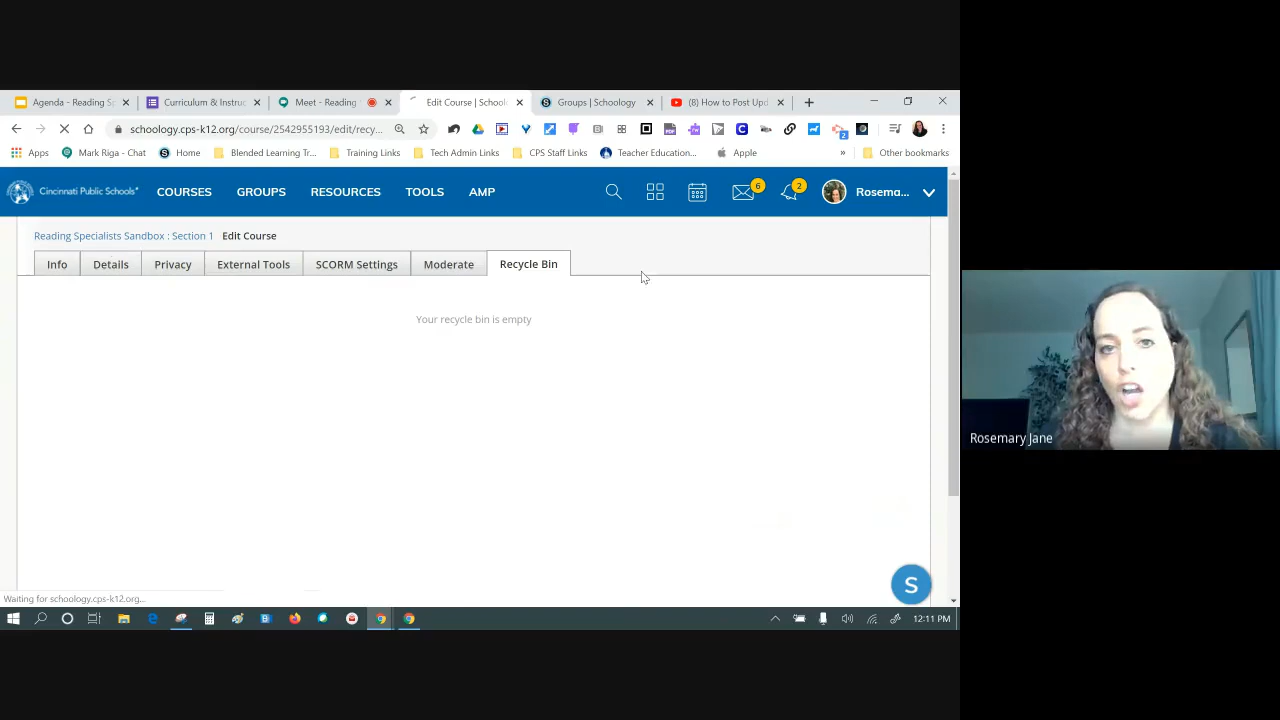 Agenda - Reading S
Curriculum & Instruc
Meet - Reading
Edit Course | Schoolo
Groups | Schoology
(8) How to Post Upd
schoology.cps-k12.org/course/2542955193/edit/recy...
2
Apps
Mark Riga - Chat
Home
Blended Learning Tr...
Training Links
Tech Admin Links
CPS Staff Links
Teacher Education...
Apple
»
Other bookmarks
Cincinnati Public Schools
COURSES
GROUPS
RESOURCES
TOOLS
AMP
6
2
Rosema...
Reading Specialists Sandbox : Section 1
Edit Course
Info
Details
Privacy
External Tools
SCORM Settings
Moderate
Recycle Bin
Your recycle bin is empty
Rosemary Jane
S
Waiting for schoology.cps-k12.org...
12:11 PM